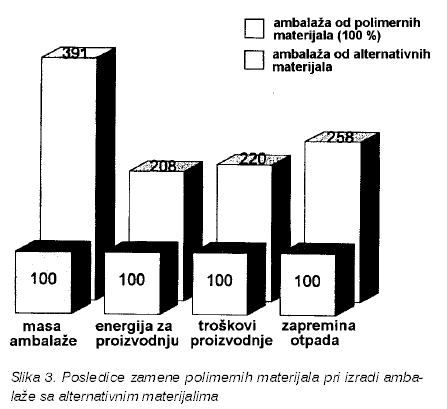 ambalaža od polimernih
materijala (100 %)
ambalaža od alternativnih
materijala
391
208
220
258
100
100
100
100
masa
ambalaže
energija za
proizvodnju
troškovi
proizvodnje
zapremina
otpada
Slika 3. Posledice zamene polimernih materijala pri izradi amba-
laže sa alternativnim materijalima